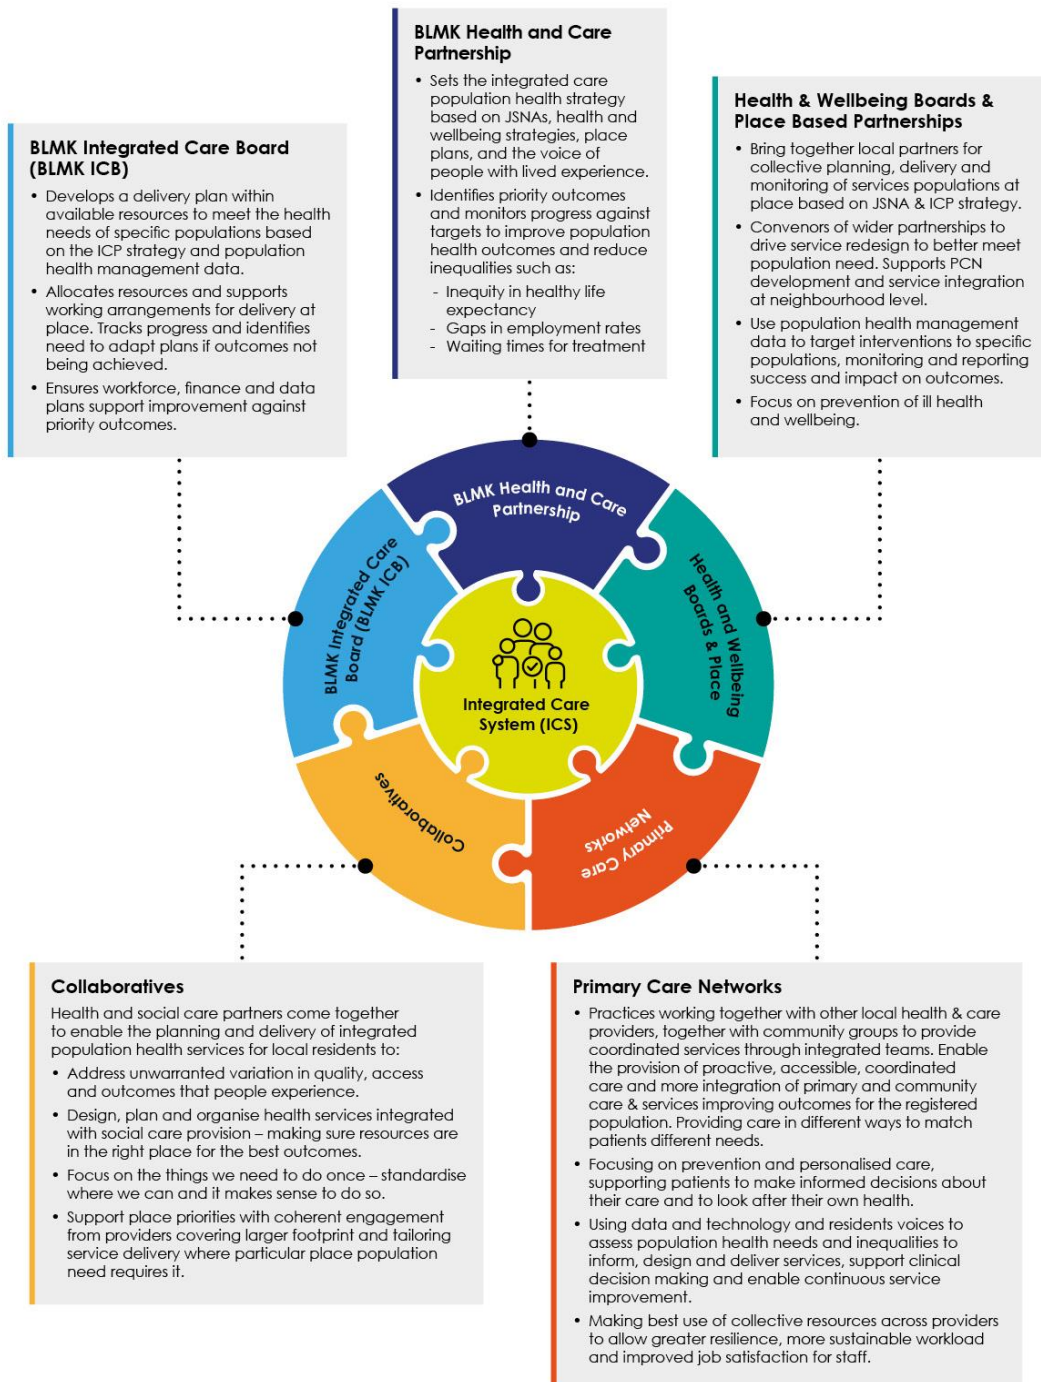 BLMK Health and Care
Partnership
• Sets the integrated care
population health strategy
based on JSNAs, health and
wellbeing strategies, place
plans, and the voice of
people with lived experience.
• Identifies priority outcomes
and monitors progress against
targets to improve population
health outcomes and reduce
inequalities such as:
- Inequity in healthy life
expectancy
- Gaps in employment rates
- Waiting times for treatment
Health & Wellbeing Boards &
Place Based Partnerships
• Bring together local partners for
collective planning, delivery and
monitoring of services populations at
place based on JSNA & ICP strategy.
• Convenors of wider partnerships to
drive service redesign to better meet
population need. Supports PCN
development and service integration
at neighbourhood level.
• Use population health management
data to target interventions to specific
populations, monitoring and reporting
success and impact on outcomes.
• Focus on prevention of ill health
and wellbeing.
BLMK Integrated Care Board
(BLMK ICB)
• Develops a delivery plan within
available resources to meet the health
needs of specific populations based
on the ICP strategy and population
health management data.
• Allocates resources and supports
working arrangements for delivery at
place. Tracks progress and identifies
need to adapt plans if outcomes not
being achieved.
• Ensures workforce, finance and data
plans support improvement against
priority outcomes.
BLMK Health and Care
Partnership
BLMK Integrated Care
Board (BLMK ICB)
Health and Wellbeing
Boards & Place
Integrated Care
System (ICS)
Collaboratives
Primary Care
Networks
Collaboratives
Health and social care partners come together
to enable the planning and delivery of integrated
population health services for local residents to:
• Address unwarranted variation in quality, access
and outcomes that people experience.
• Design, plan and organise health services integrated
with social care provision – making sure resources are
in the right place for the best outcomes.
• Focus on the things we need to do once – standardise
where we can and it makes sense to do so.
• Support place priorities with coherent engagement
from providers covering larger footprint and tailoring
service delivery where particular place population
need requires it.
Primary Care Networks
• Practices working together with other local health & care
providers, together with community groups to provide
coordinated services through integrated teams. Enable
the provision of proactive, accessible, coordinated
care and more integration of primary and community
care & services improving outcomes for the registered
population. Providing care in different ways to match
patients different needs.
• Focusing on prevention and personalised care,
supporting patients to make informed decisions about
their care and to look after their own health.
• Using data and technology and residents voices to
assess population health needs and inequalities to
inform, design and deliver services, support clinical
decision making and enable continuous service
improvement.
• Making best use of collective resources across providers
to allow greater resilience, more sustainable workload
and improved job satisfaction for staff.